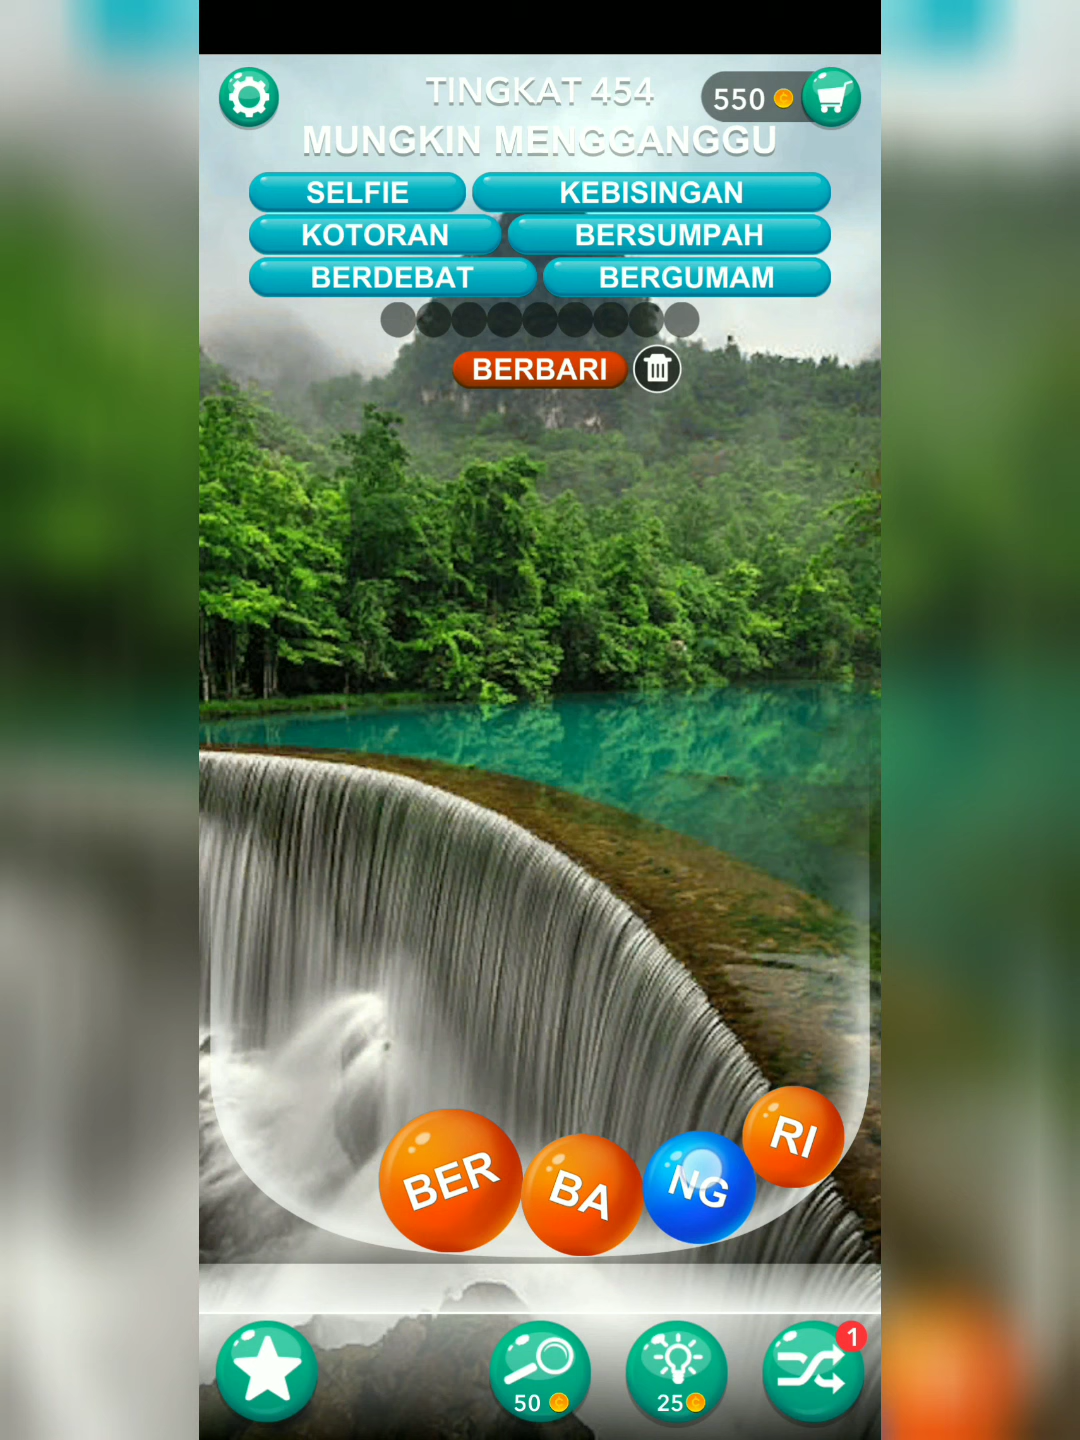 TINGKAT 454
550
MUNGKIN MENGGANGGU
SELFIE KEBISINGAN
KOTORAN BERSUMPAH
BERDEBAT BERGUMAM
BERBARI
BER BA NG RI
1
50 25